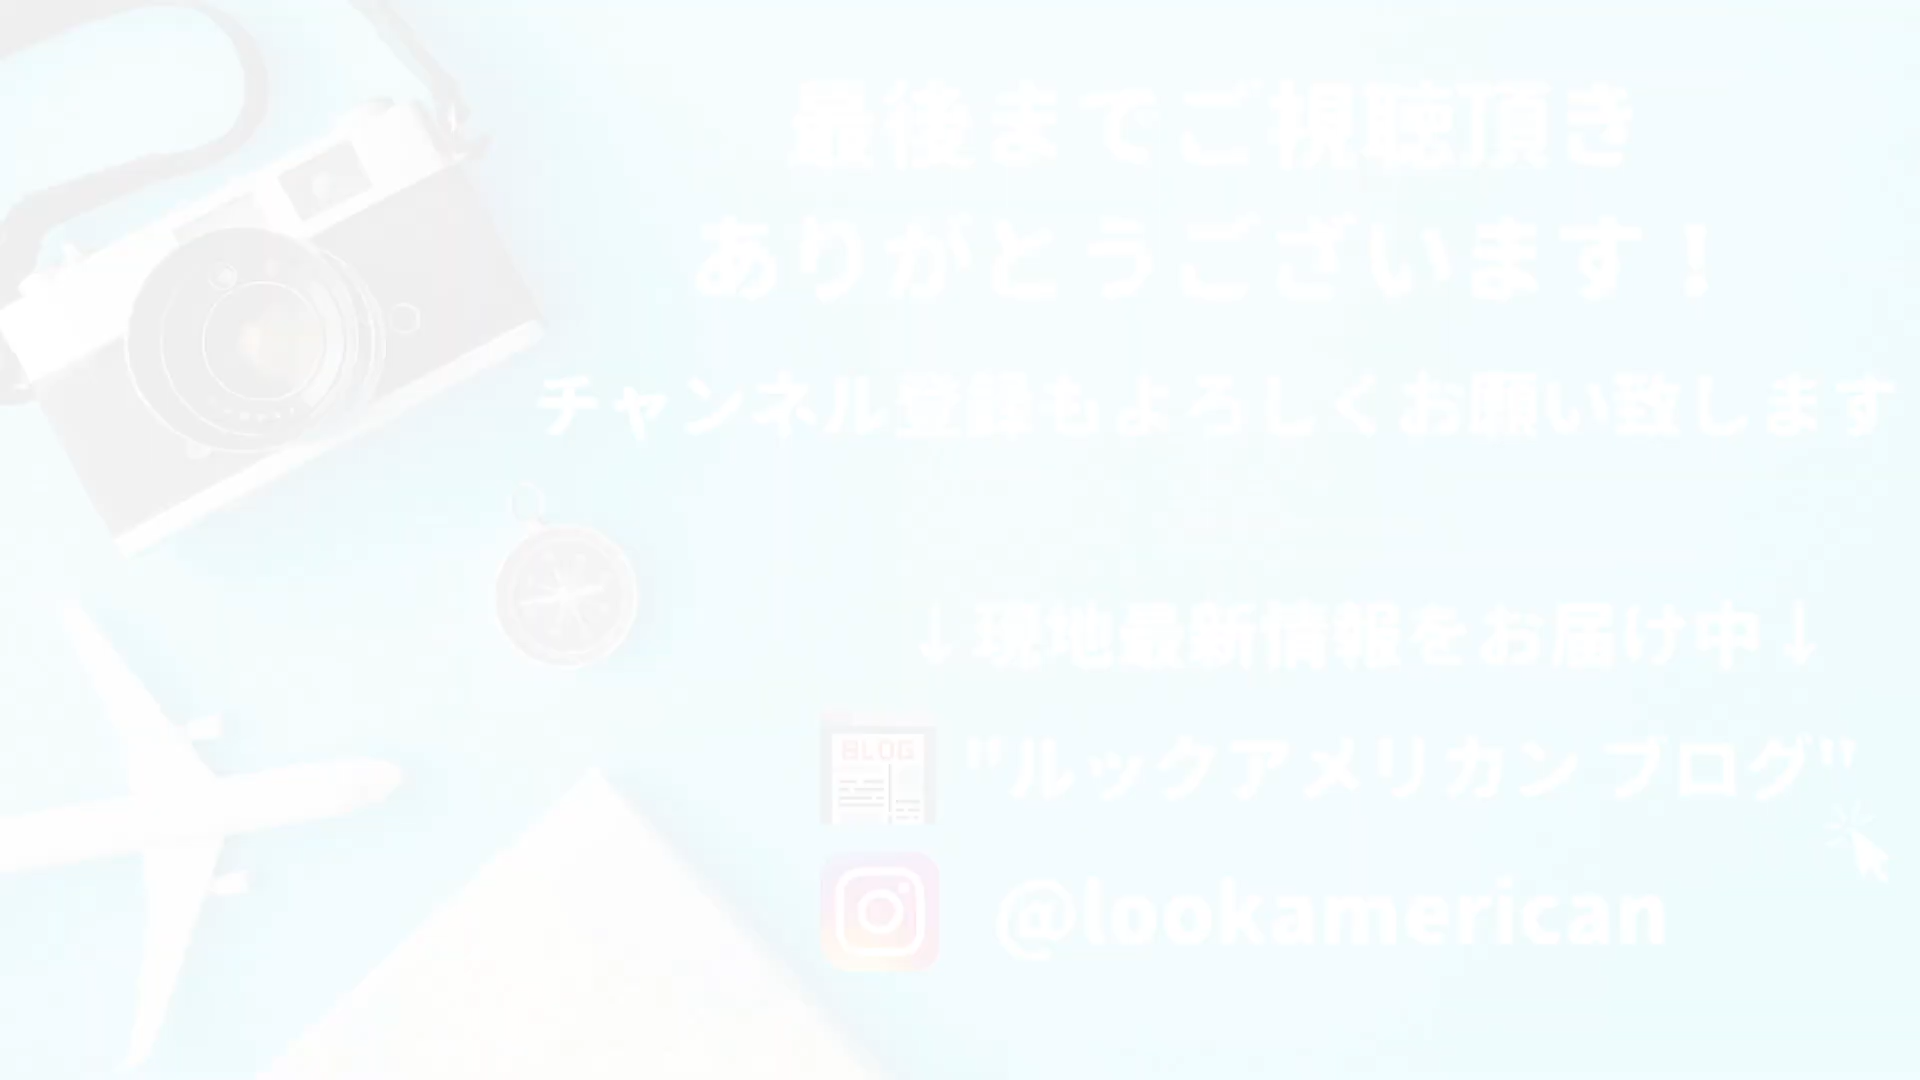 最後までご視聴頂き
ありがとうございます！
チャンネル登録もよろしくお願い致します
↓現地最新情報をお届け中↓
BLOG
"ルックアメリカン ブログ"
@lookamerican